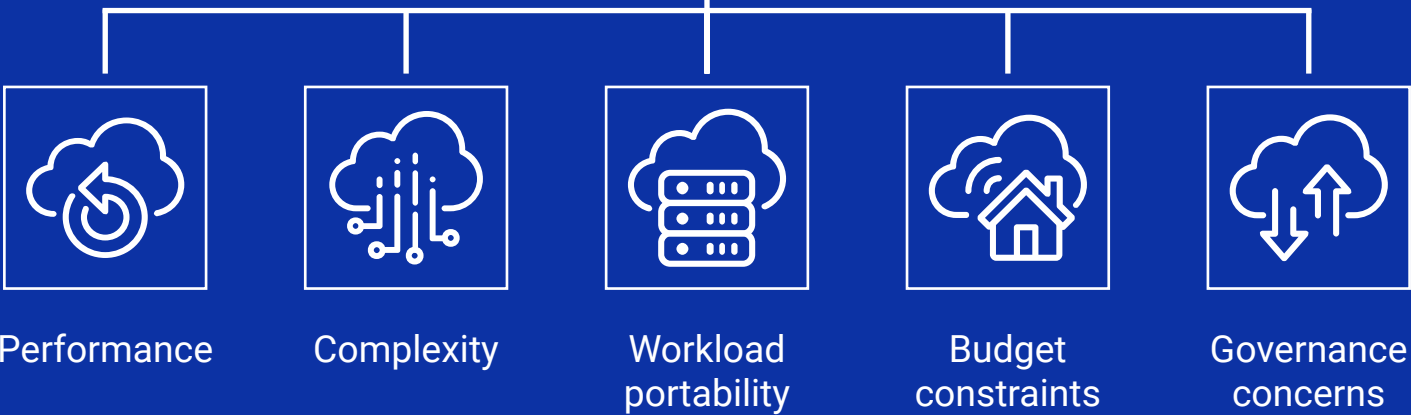 Performance
Complexity
Workload
portability
Budget
constraints
Governance
concerns